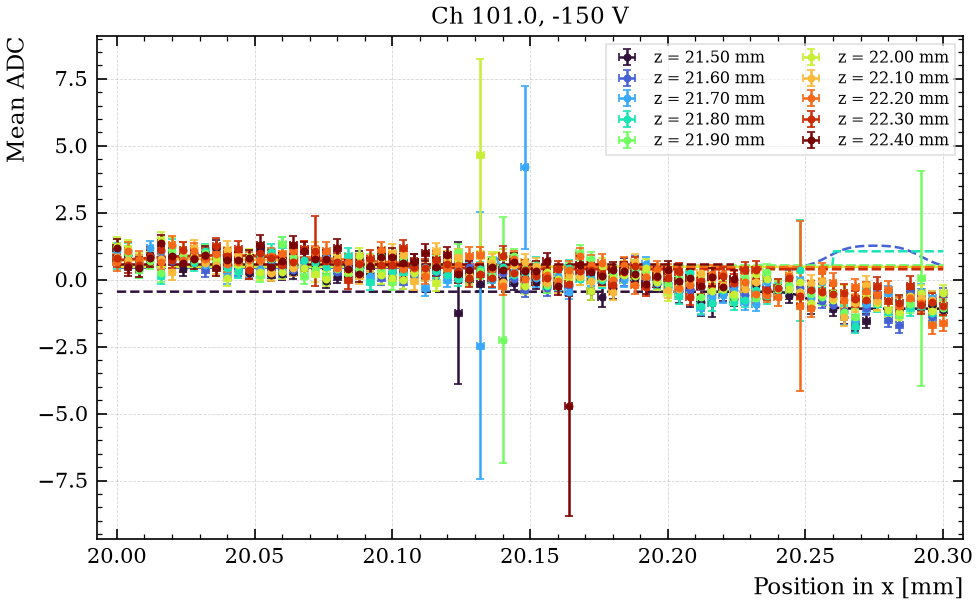 Ch 101.0, -150 V
Mean ADC
7.5
5.0
2.5
0.0
−2.5
−5.0
−7.5
z = 21.50 mm
z = 21.60 mm
z = 21.70 mm
z = 21.80 mm
z = 21.90 mm
z = 22.00 mm
z = 22.10 mm
z = 22.20 mm
z = 22.30 mm
z = 22.40 mm
20.00 20.05 20.10 20.15 20.20 20.25 20.30
Position in x [mm]